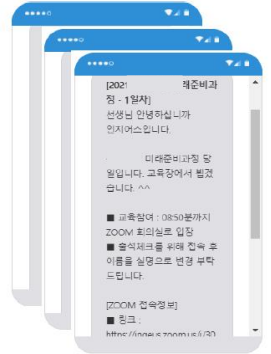 [2021 래준비과
정 - 1일차]
선생님 안녕하십니까
인지어스입니다.
미래준비과정 당
일입니다. 교육장에서 뵙겠
습니다. ^^
■ 교육참여 : 08:50분까지
ZOOM 회의실로 입장
■ 출석체크를 위해 접속 후
이름을 실명으로 변경 부탁
드립니다.
[ZOOM 접속정보]
■ 링크 :
https://ingeus.zoom.us/j/30